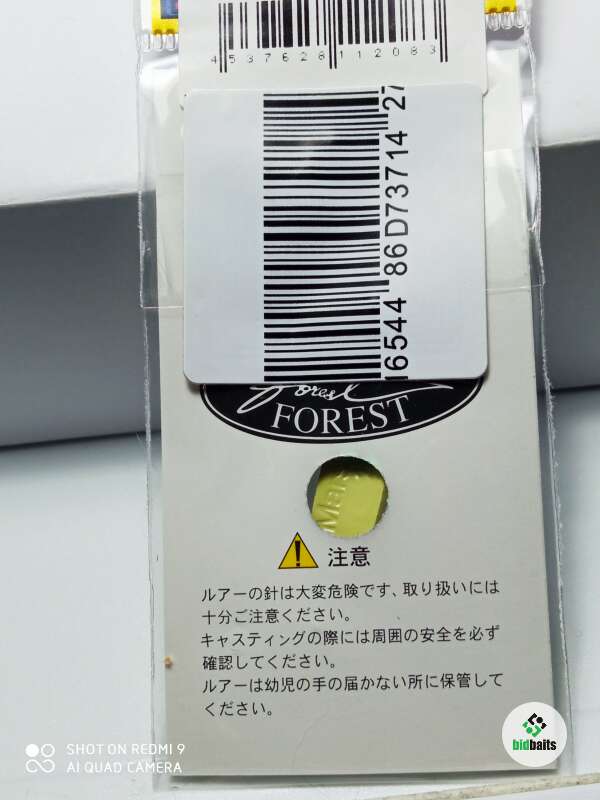 4537628112083
6544 86D73714 27
Forest
FOREST
Mar
注意
ルアーの針は大変危険です、取り扱いには
十分ご注意ください。
キャスティングの際には周囲の安全を必ず
確認してください。
ルアーは幼児の手の届かない所に保管して
ください。
bidbaits
SHOT ON REDMI 9
AI QUAD CAMERA